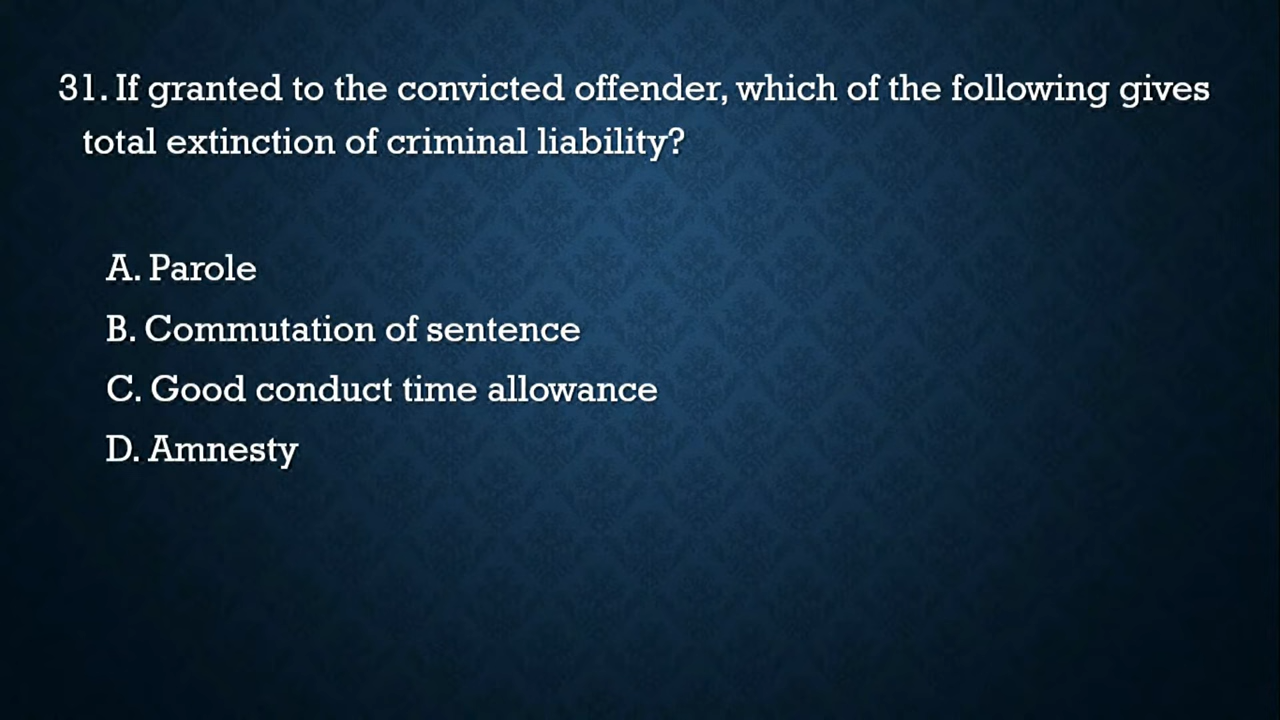 31. If granted to the convicted offender, which of the following gives
total extinction of criminal liability?
A. Parole
B. Commutation of sentence
C. Good conduct time allowance
D. Amnesty